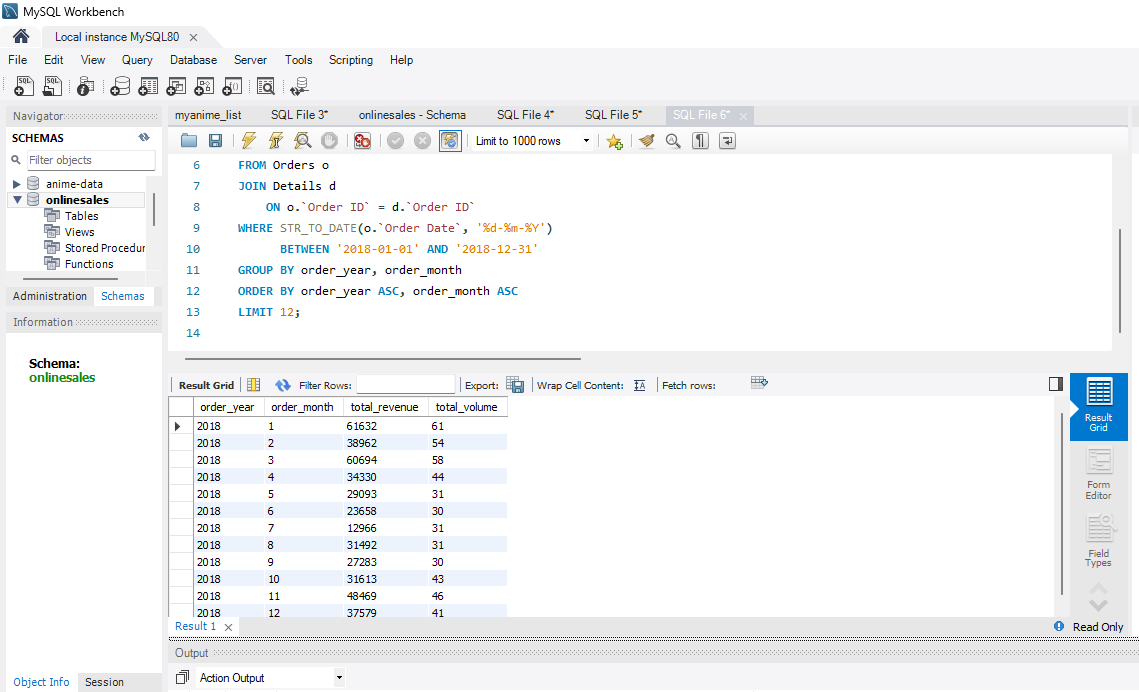 MySQL Workbench
Local instance MySQL80
File Edit View Query Database Server Tools Scripting Help
Navigator
SCHEMAS
Filter objects
anime-data
onlinesales
Tables
Views
Stored Procedur
Functions
Administration Schemas
Information
Schema:
onlinesales
Object Info Session
myanime_list SQL File 3* onlinesales - Schema SQL File 4* SQL File 5* SQL File 6*
Limit to 1000 rows
6 FROM Orders o
7 JOIN Details d
8 ON o.`Order ID` = d.`Order ID`
9 WHERE STR_TO_DATE(o.`Order Date`, '%d-%m-%Y')
10 BETWEEN '2018-01-01' AND '2018-12-31'
11 GROUP BY order_year, order_month
12 ORDER BY order_year ASC, order_month ASC
13 LIMIT 12;
14
Result Grid Filter Rows: Export: Wrap Cell Content: Fetch rows:
order_year order_month total_revenue total_volume
2018 1 61632 61
2018 2 38962 54
2018 3 60694 58
2018 4 34330 44
2018 5 29093 31
2018 6 23658 30
2018 7 12966 31
2018 8 31492 31
2018 9 27283 30
2018 10 31613 43
2018 11 48469 46
2018 12 37579 41
Result
Grid
Form
Editor
Field
Types
Result 1
Read Only
Output
Action Output